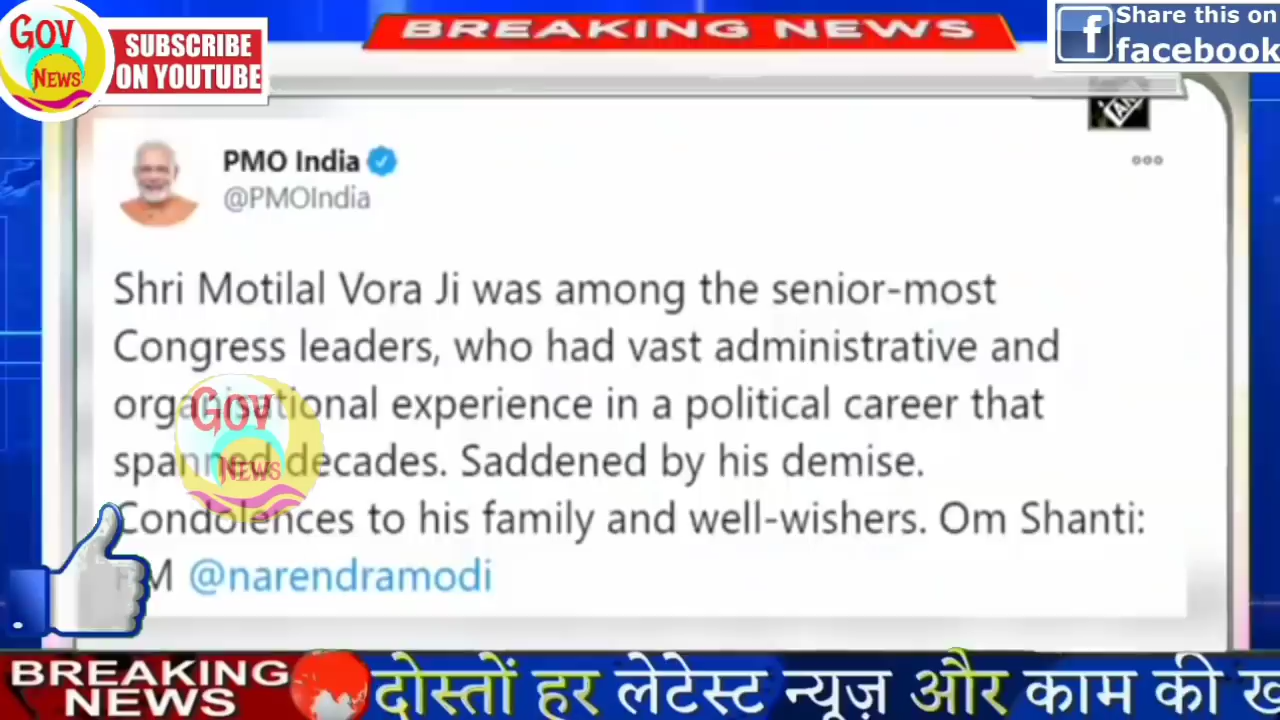 GOV
NEWS
SUBSCRIBE
ON YOUTUBE
BREAKING NEWS
Share this on
facebook
f
ANI
PMO India
@PMOIndia
Shri Motilal Vora Ji was among the senior-most
Congress leaders, who had vast administrative and
organisational experience in a political career that
spanned decades. Saddened by his demise.
Condolences to his family and well-wishers. Om Shanti:
PM @narendramodi
GOV
NEWS
BREAKING
NEWS
दोस्तों हर लेटेस्ट न्यूज़ और काम की ख